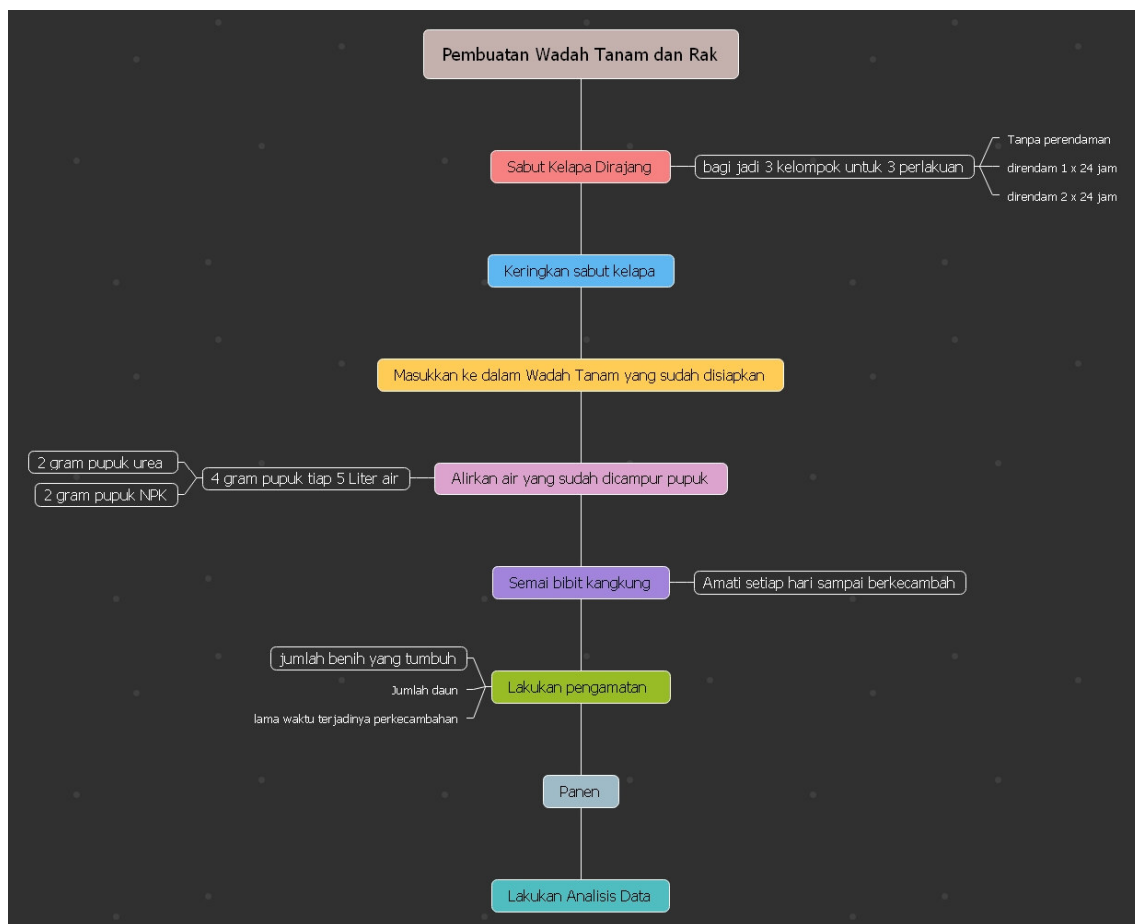 Pembuatan Wadah Tanam dan Rak
Sabut Kelapa Dirajang
bagi jadi 3 kelompok untuk 3 perlakuan
Tanpa perendaman
direndam 1 x 24 jam
direndam 2 x 24 jam
Keringkan sabut kelapa
Masukkan ke dalam Wadah Tanam yang sudah disiapkan
Alirkan air yang sudah dicampur pupuk
4 gram pupuk tiap 5 Liter air
2 gram pupuk urea
2 gram pupuk NPK
Semai bibit kangkung
Amati setiap hari sampai berkecambah
Lakukan pengamatan
jumlah benih yang tumbuh
Jumlah daun
lama waktu terjadinya perkecambahan
Panen
Lakukan Analisis Data